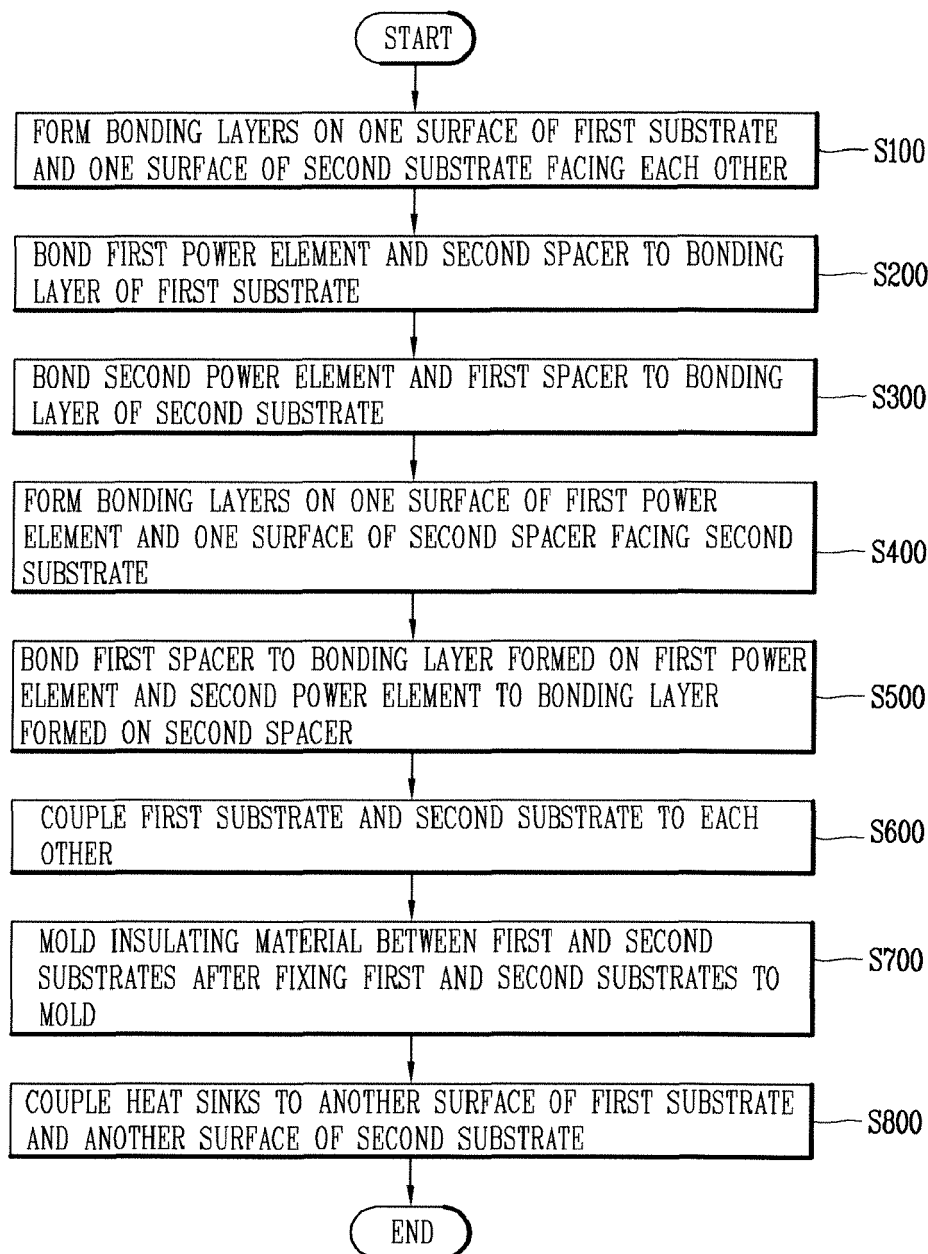 START
FORM BONDING LAYERS ON ONE SURFACE OF FIRST SUBSTRATE
AND ONE SURFACE OF SECOND SUBSTRATE FACING EACH OTHER
S100
BOND FIRST POWER ELEMENT AND SECOND SPACER TO BONDING
LAYER OF FIRST SUBSTRATE
S200
BOND SECOND POWER ELEMENT AND FIRST SPACER TO BONDING
LAYER OF SECOND SUBSTRATE
S300
FORM BONDING LAYERS ON ONE SURFACE OF FIRST POWER
ELEMENT AND ONE SURFACE OF SECOND SPACER FACING SECOND
SUBSTRATE
S400
BOND FIRST SPACER TO BONDING LAYER FORMED ON FIRST POWER
ELEMENT AND SECOND POWER ELEMENT TO BONDING LAYER
FORMED ON SECOND SPACER
S500
COUPLE FIRST SUBSTRATE AND SECOND SUBSTRATE TO EACH
OTHER
S600
MOLD INSULATING MATERIAL BETWEEN FIRST AND SECOND
SUBSTRATES AFTER FIXING FIRST AND SECOND SUBSTRATES TO
MOLD
S700
COUPLE HEAT SINKS TO ANOTHER SURFACE OF FIRST SUBSTRATE
AND ANOTHER SURFACE OF SECOND SUBSTRATE
S800
END